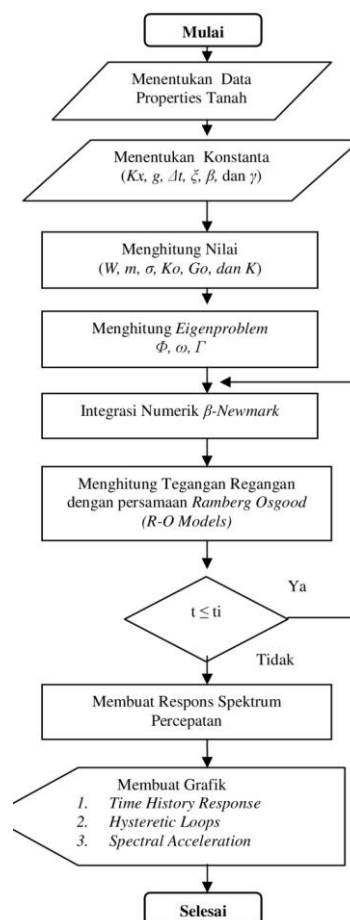 Mulai
Menentukan Data
Properties Tanah
Menentukan Konstanta
(Kx, g, Δt, ξ, β, dan γ)
Menghitung Nilai
(W, m, σ, Ko, Go, dan K)
Menghitung Eigenproblem
Φ, ω, Γ
Integrasi Numerik β-Newmark
Menghitung Tegangan Regangan
dengan persamaan Ramberg Osgood
(R-O Models)
Ya
t ≤ ti
Tidak
Membuat Respons Spektrum
Percepatan
Membuat Grafik
1. Time History Response
2. Hysteretic Loops
3. Spectral Acceleration
Selesai